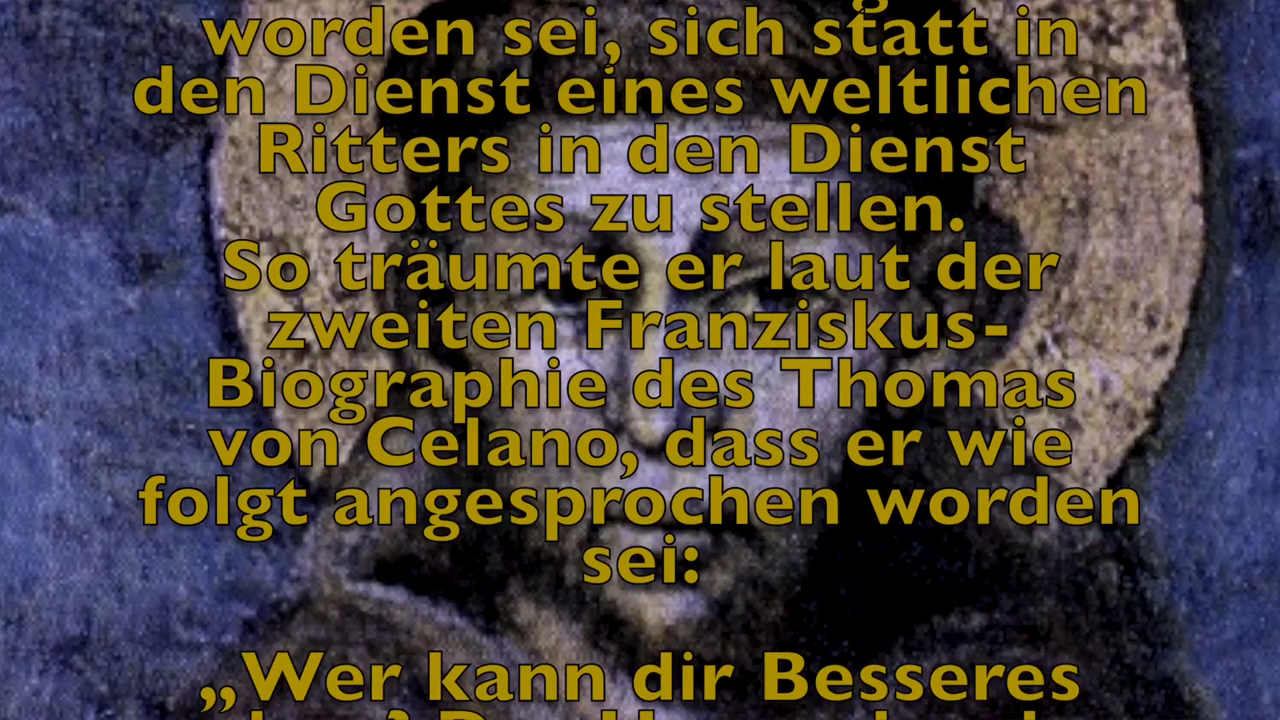 worden sei, sich statt in
den Dienst eines weltlichen
Ritters in den Dienst
Gottes zu stellen.
So träumte er laut der
zweiten Franziskus-
Biographie des Thomas
von Celano, dass er wie
folgt angesprochen worden
sei:
„Wer kann dir Besseres